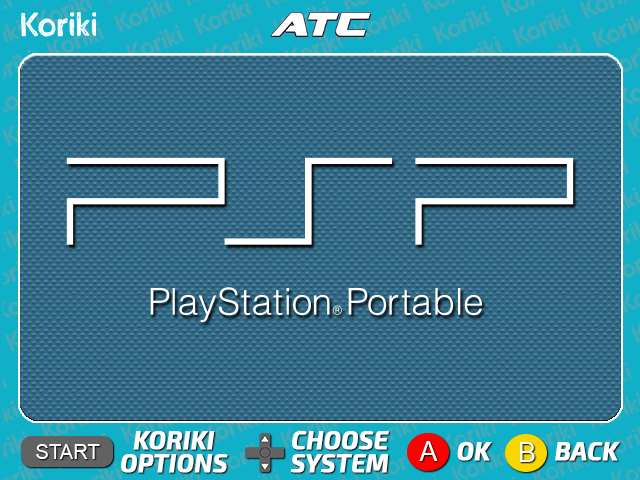 Koriki
ATC
PSP
PlayStation® Portable
START
KORIKI
OPTIONS
CHOOSE
SYSTEM
A
OK
B
BACK